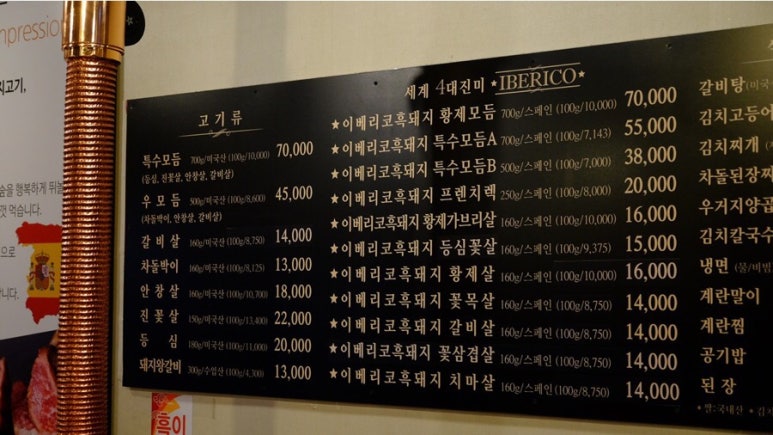 npression
고기,
을 행복하게
먹습니다.
으로
니다.
고 기 류
특수모듬 700g/미국산 (100g/10,000) 70,000
(등심, 진꽃살, 안창살, 갈비살)
우 모 듬 500g/미국산 (100g/8,600) 45,000
(차돌박이, 안창살, 갈비살)
갈 비 살 160g/미국산 (100g/8,750) 14,000
차돌박이 160g/미국산 (100g/8,125) 13,000
안 창 살 160g/미국산 (100g/10,700) 18,000
진 꽃 살 150g/미국산 (100g/13,400) 22,000
등 심 180g/미국산 (100g/11,000) 20,000
돼지왕갈비 300g/수입산 (100g/4,300) 13,000
세계 4대진미 ★IBERICO★
★이베리코흑돼지 황제모듬 700g/스페인 (100g/10,000) 70,000
★이베리코흑돼지 특수모듬A 700g/스페인 (100g/7,143) 55,000
★이베리코흑돼지 특수모듬B 500g/스페인 (100g/7,000) 38,000
★이베리코흑돼지 프렌치렉 250g/스페인 (100g/8,000) 20,000
★이베리코흑돼지 황제가브리살 160g/스페인 (100g/10,000) 16,000
★이베리코흑돼지 등심꽃살 160g/스페인 (100g/9,375) 15,000
★이베리코흑돼지 황제살 160g/스페인 (100g/10,000) 16,000
★이베리코흑돼지 꽃목살 160g/스페인 (100g/8,750) 14,000
★이베리코흑돼지 갈비살 160g/스페인 (100g/8,750) 14,000
★이베리코흑돼지 꽃삼겹살 160g/스페인 (100g/8,750) 14,000
★이베리코흑돼지 치마살 160g/스페인 (100g/8,750) 14,000
갈비탕(미국
김치고등어
김치찌개
차돌된장찌
우거지양곱
김치칼국수
냉면 (물/비빔
계란말이
계란찜
공기밥
된 장
*쌀:국내산 *김치
흑이